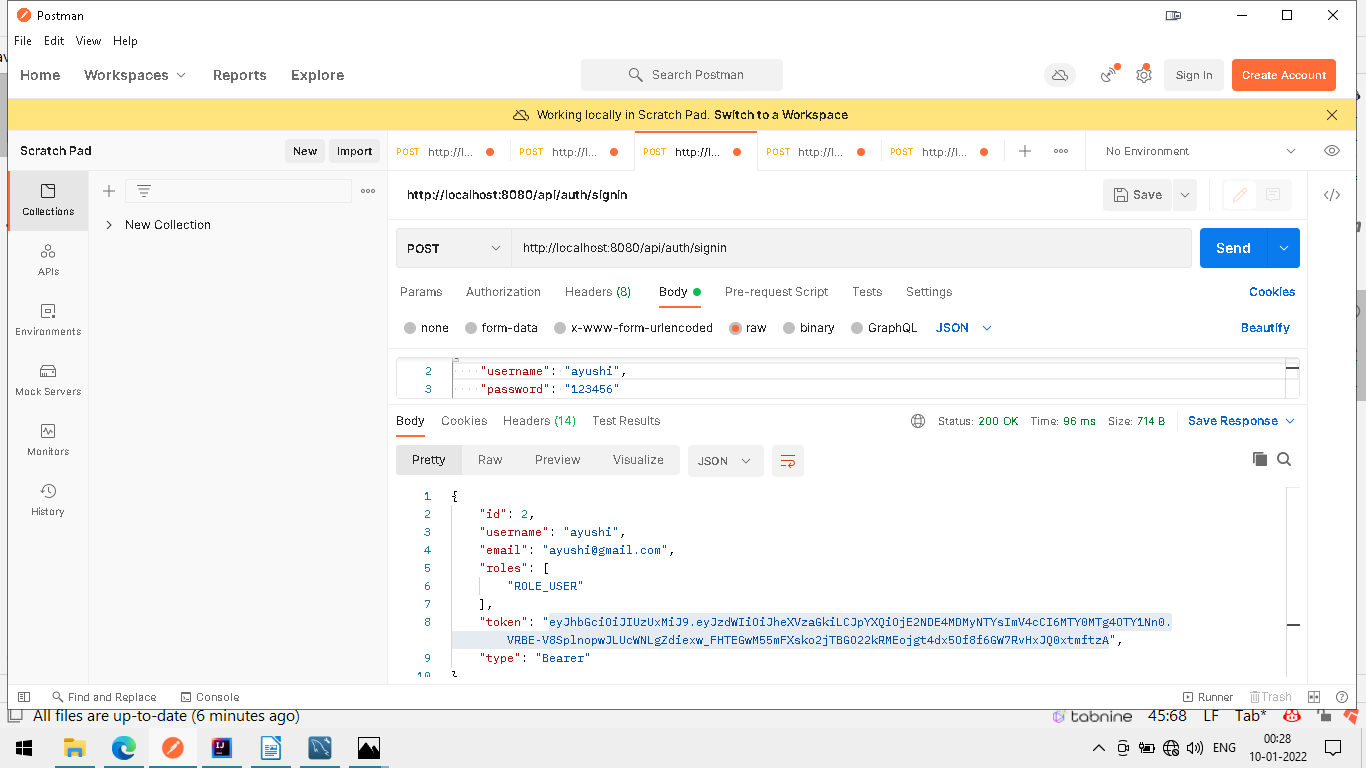 Postman
File Edit View Help
Home Workspaces Reports Explore Search Postman Sign In Create Account
Working locally in Scratch Pad. Switch to a Workspace
Scratch Pad New Import
POST http://l... POST http://l... POST http://l... POST http://l... POST http://l... No Environment
Collections
APIs
Environments
Mock Servers
Monitors
History
New Collection
http://localhost:8080/api/auth/signin Save
POST http://localhost:8080/api/auth/signin Send
Params Authorization Headers (8) Body Pre-request Script Tests Settings Cookies
none form-data x-www-form-urlencoded raw binary GraphQL JSON Beautify
2 "username": "ayushi",
3 "password": "123456"
Body Cookies Headers (14) Test Results Status: 200 OK Time: 96 ms Size: 714 B Save Response
Pretty Raw Preview Visualize JSON
1 {
2 "id": 2,
3 "username": "ayushi",
4 "email": "ayushi@gmail.com",
5 "roles": [
6 "ROLE_USER"
7 ],
8 "token": "eyJhbGciOiJIUzUxMiJ9.eyJzdWIiOiJheXVzaGkiLCJpYXQiOjE2NDE4MDMyNTYsImV4cCI6MTY0MTg4OTY1Nn0.
VRBE-V8SplnopwJLUcWNLgZdiexw_FHTEGwM55mFXsko2jTBGO22kRMEojgt4dx5Of8f6GW7RvHxJQ0xtmftzA",
9 "type": "Bearer"
10 }
Find and Replace Console Runner Trash
All files are up-to-date (6 minutes ago) tabnine 45:68 LF Tab*
ENG 00:28
10-01-2022